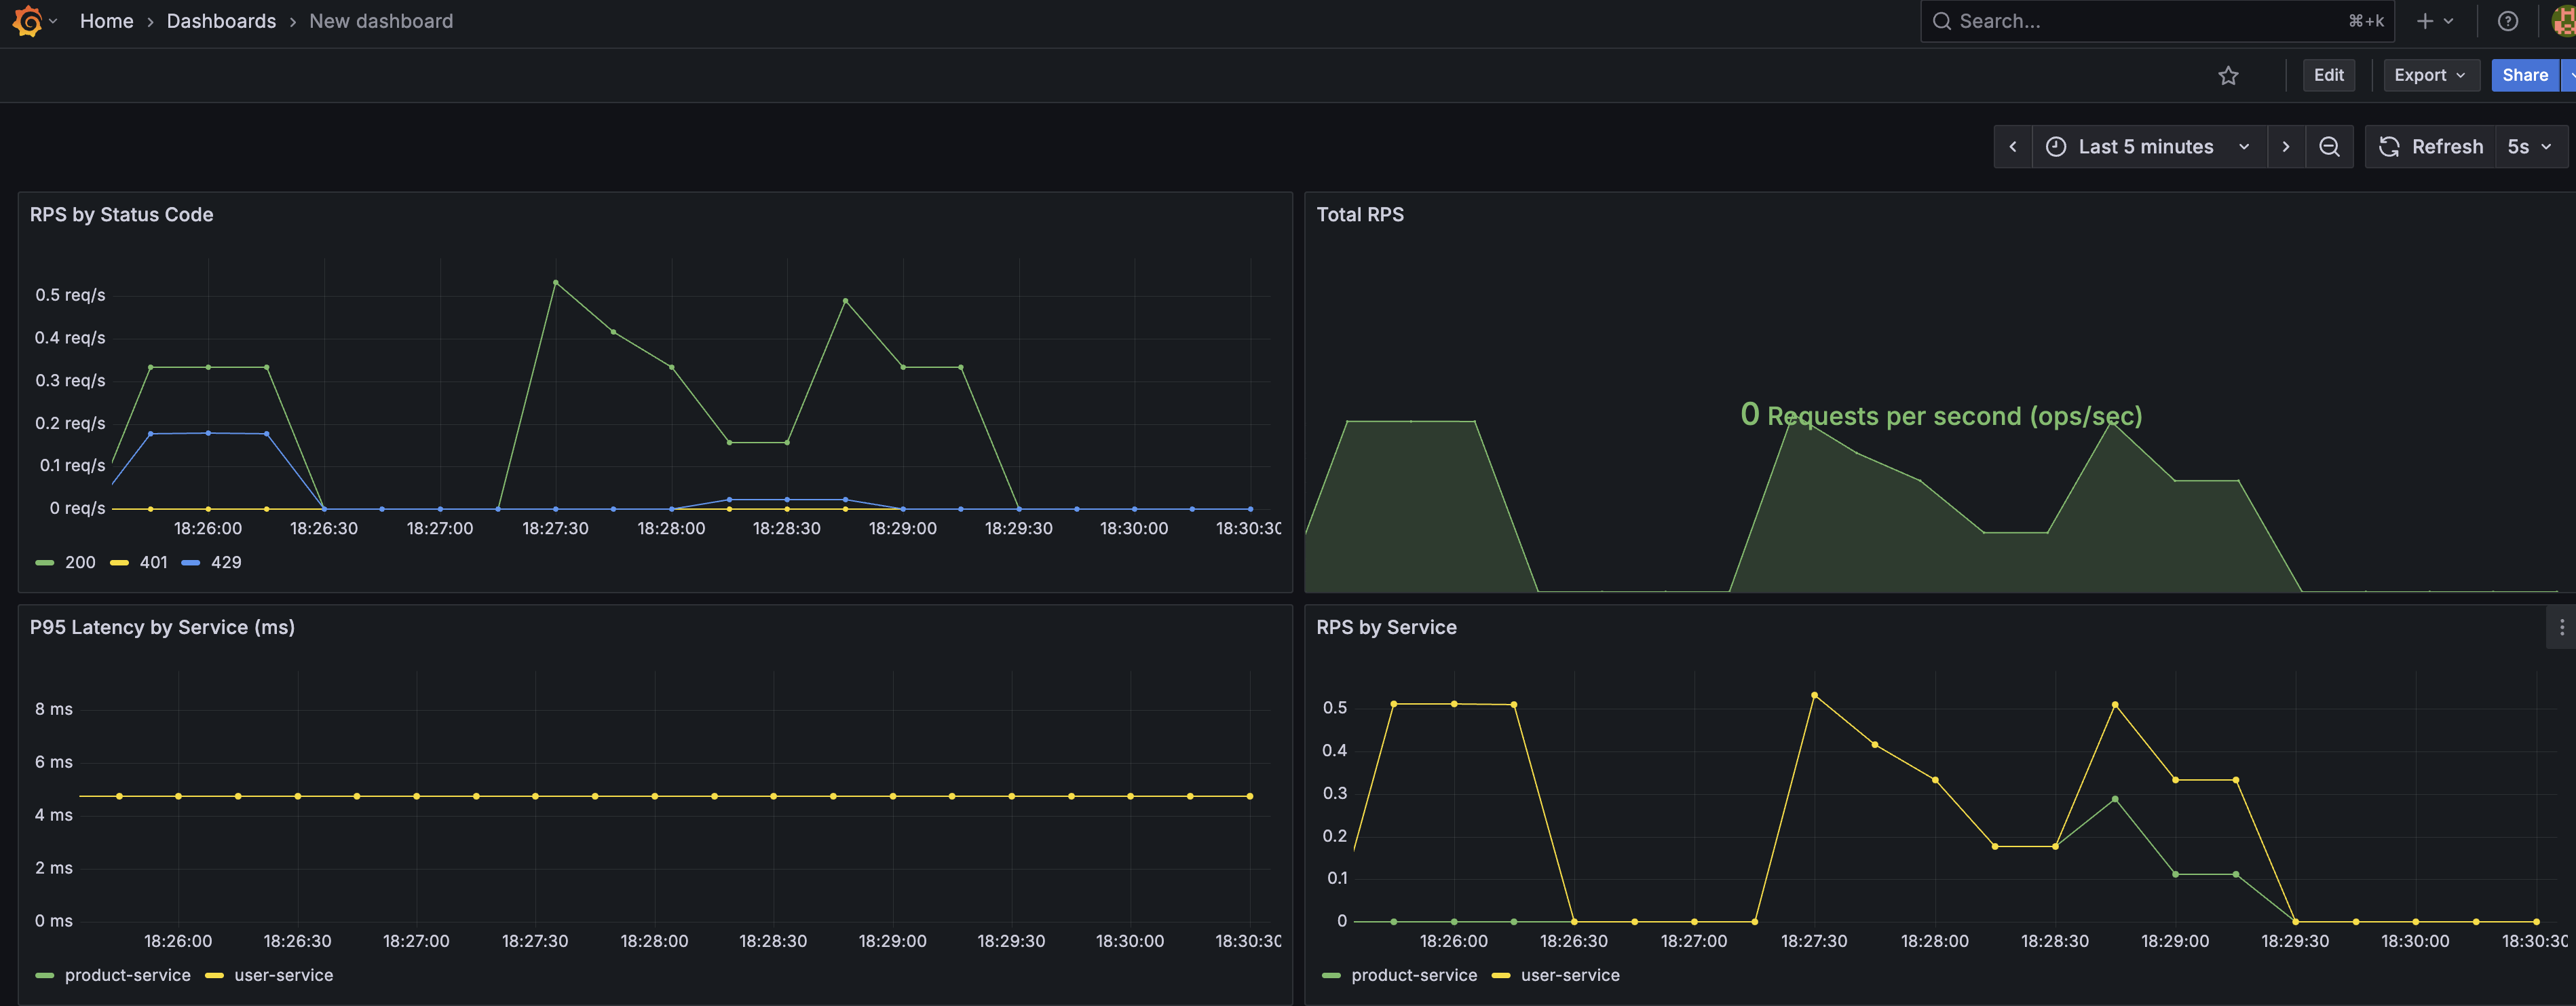 Home › Dashboards › New dashboard
Search... ⌘+k
Edit Export Share
Last 5 minutes Refresh 5s
RPS by Status Code
0.5 req/s
0.4 req/s
0.3 req/s
0.2 req/s
0.1 req/s
0 req/s
18:26:00 18:26:30 18:27:00 18:27:30 18:28:00 18:28:30 18:29:00 18:29:30 18:30:00 18:30:30
200 401 429
Total RPS
0 Requests per second (ops/sec)
P95 Latency by Service (ms)
8 ms
6 ms
4 ms
2 ms
0 ms
18:26:00 18:26:30 18:27:00 18:27:30 18:28:00 18:28:30 18:29:00 18:29:30 18:30:00 18:30:30
product-service user-service
RPS by Service
0.5
0.4
0.3
0.2
0.1
0
18:26:00 18:26:30 18:27:00 18:27:30 18:28:00 18:28:30 18:29:00 18:29:30 18:30:00 18:30:30
product-service user-service